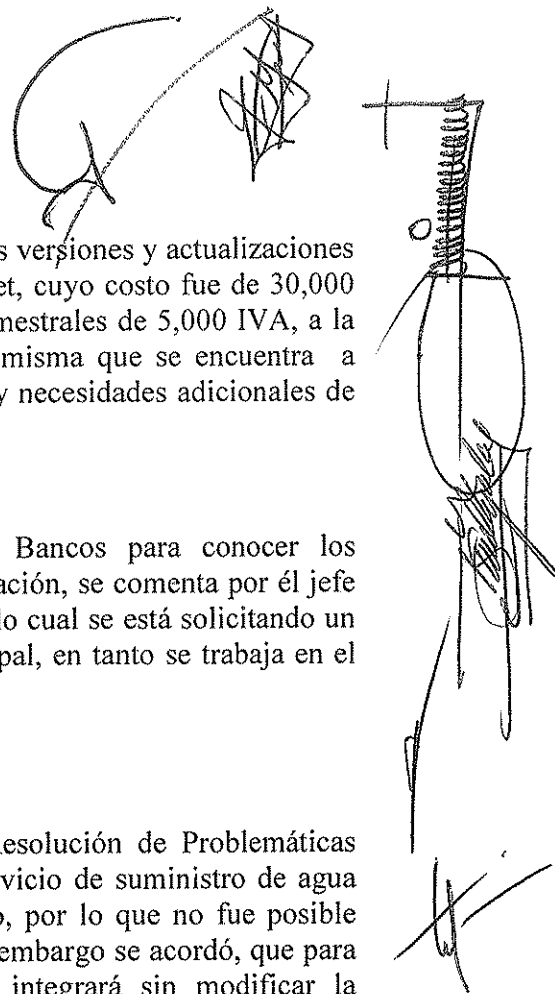 s versiones y actualizaciones
et, cuyo costo fue de 30,000
nestrales de 5,000 IVA, a la
misma que se encuentra a
y necesidades adicionales de
Bancos para conocer los
ación, se comenta por él jefe
lo cual se está solicitando un
pal, en tanto se trabaja en el
Resolución de Problemáticas
rvicio de suministro de agua
o, por lo que no fue posible
embargo se acordó, que para
integrará sin modificar la